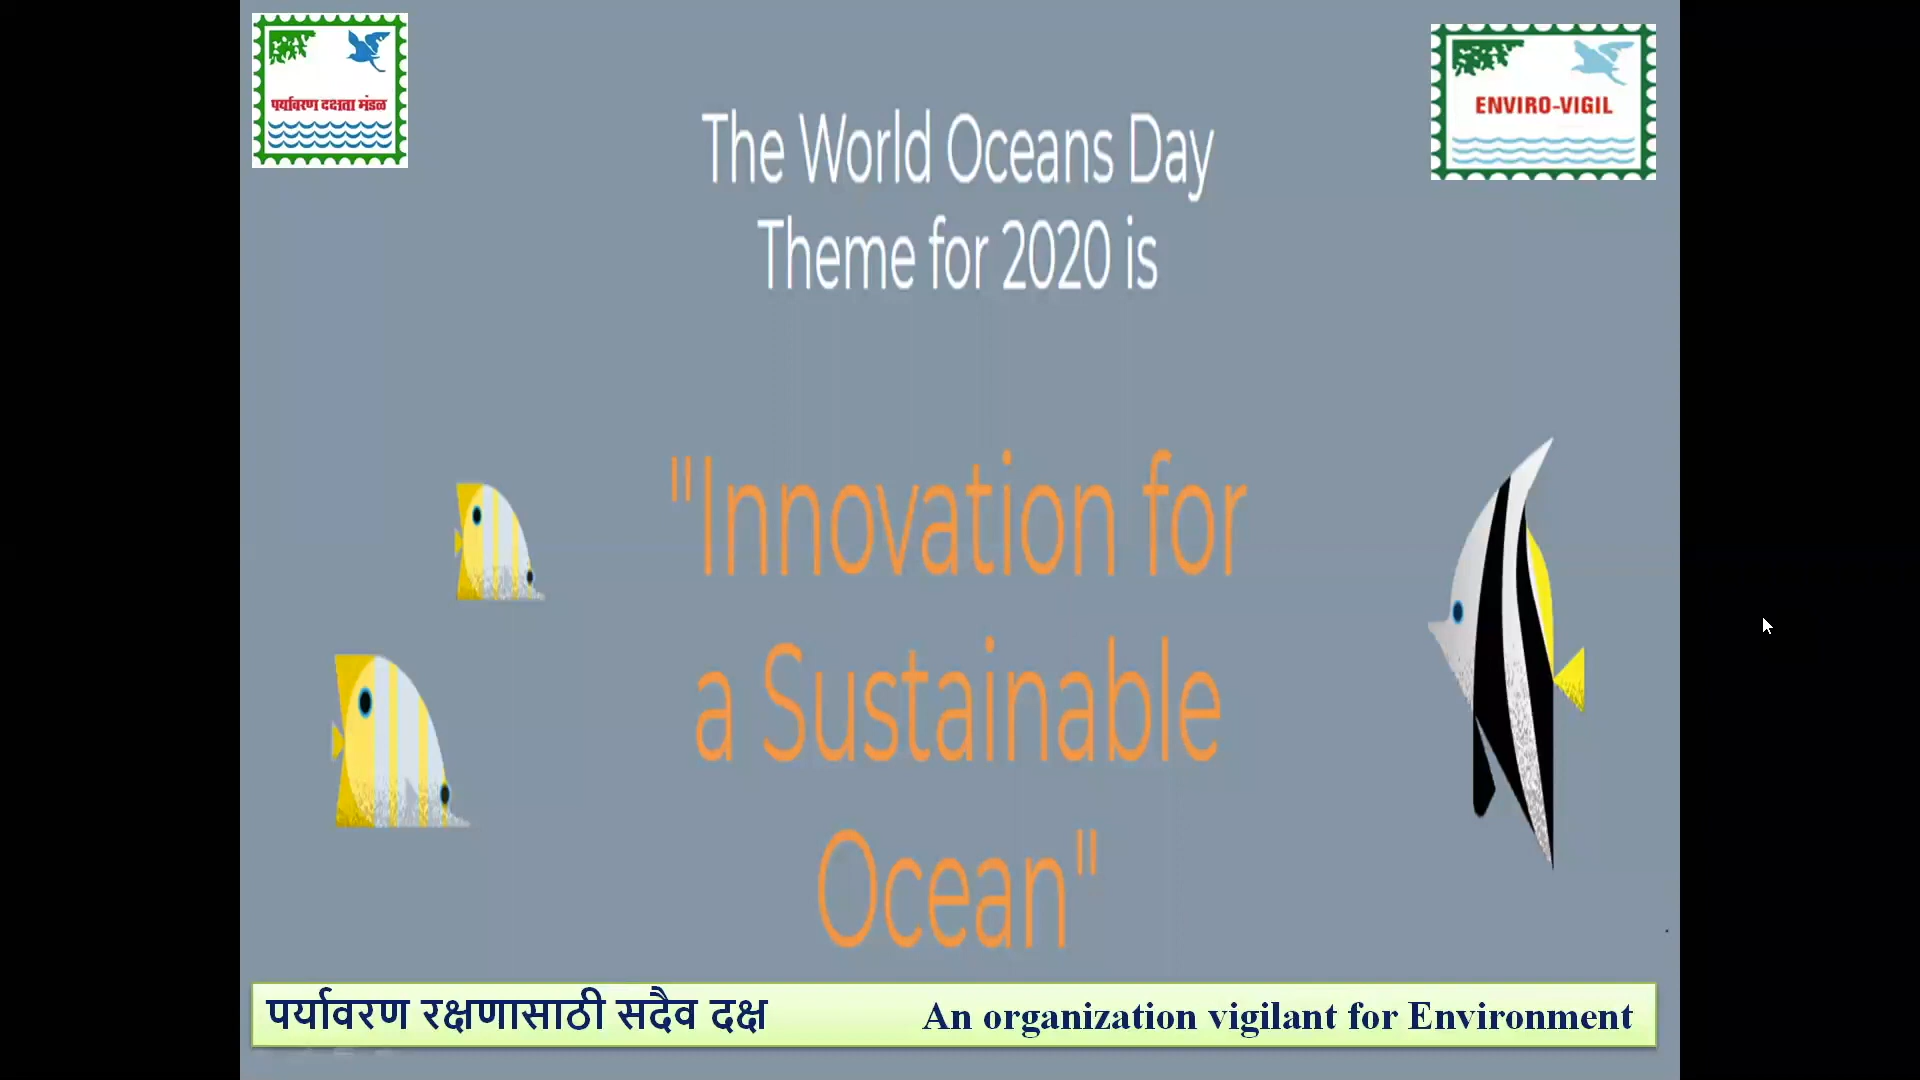 पर्यावरण दक्षता मंडळ
ENVIRO-VIGIL
The World Oceans Day
Theme for 2020 is
"Innovation for
a Sustainable
Ocean"
पर्यावरण रक्षणासाठी सदैव दक्ष
An organization vigilant for Environment